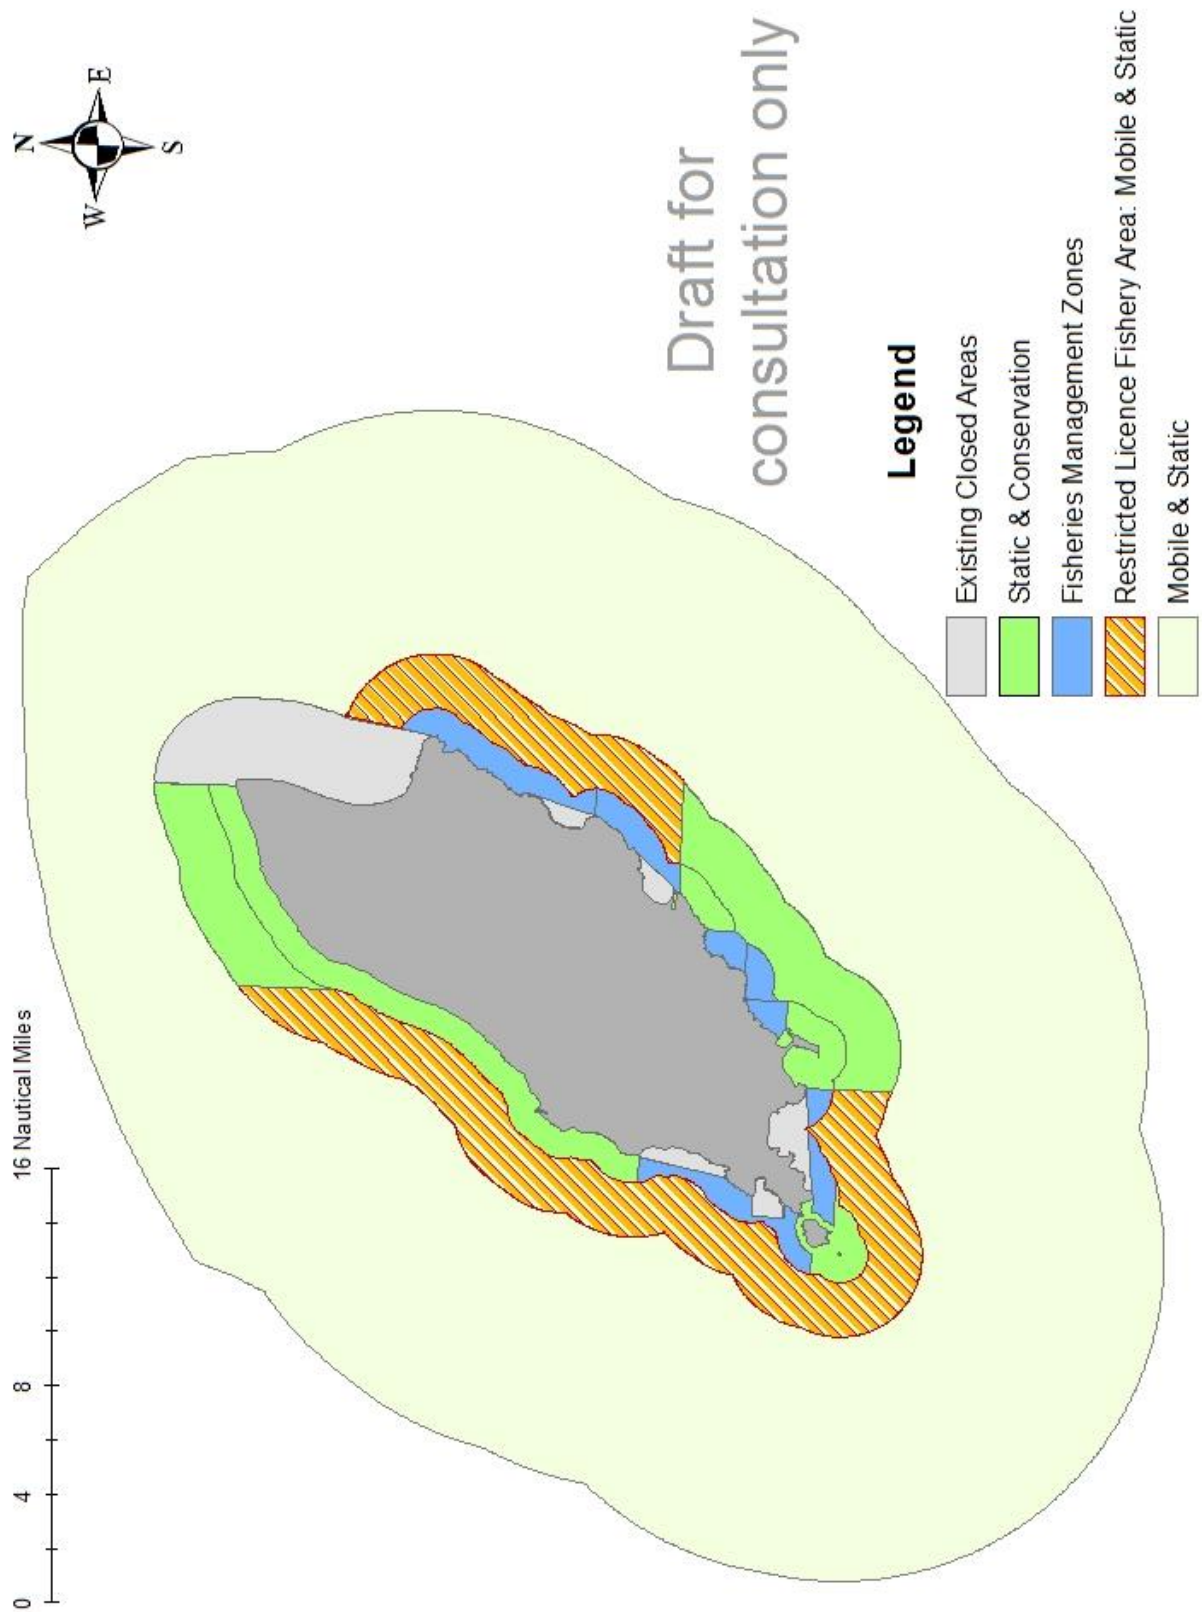 0 4 8 16 Nautical Miles
N
W E
S
Draft for
consultation only
Legend
Existing Closed Areas
Static & Conservation
Fisheries Management Zones
Restricted Licence Fishery Area: Mobile & Static
Mobile & Static